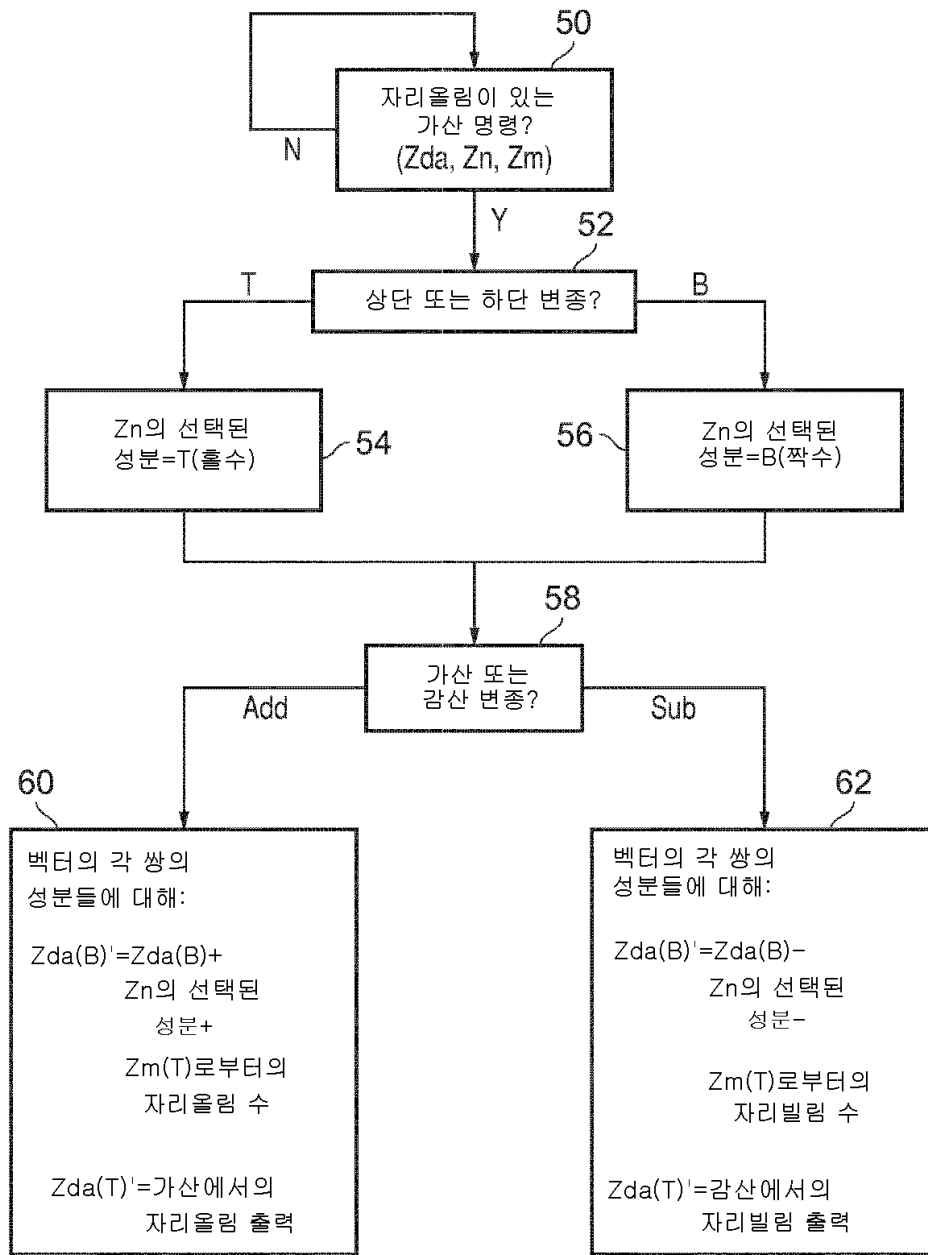 50
자리올림이 있는
가산 명령?
(Zda, Zn, Zm)
N
Y
52
상단 또는 하단 변종?
T
B
Zn의 선택된
성분=T(홀수)
54
56
Zn의 선택된
성분=B(짝수)
58
가산 또는
감산 변종?
Add
Sub
60
벡터의 각 쌍의
성분들에 대해:
Zda(B)'=Zda(B)+
Zn의 선택된
성분+
Zm(T)로부터의
자리올림 수
Zda(T)'=가산에서의
자리올림 출력
62
벡터의 각 쌍의
성분들에 대해:
Zda(B)'=Zda(B)−
Zn의 선택된
성분−
Zm(T)로부터의
자리빌림 수
Zda(T)'=감산에서의
자리빌림 출력